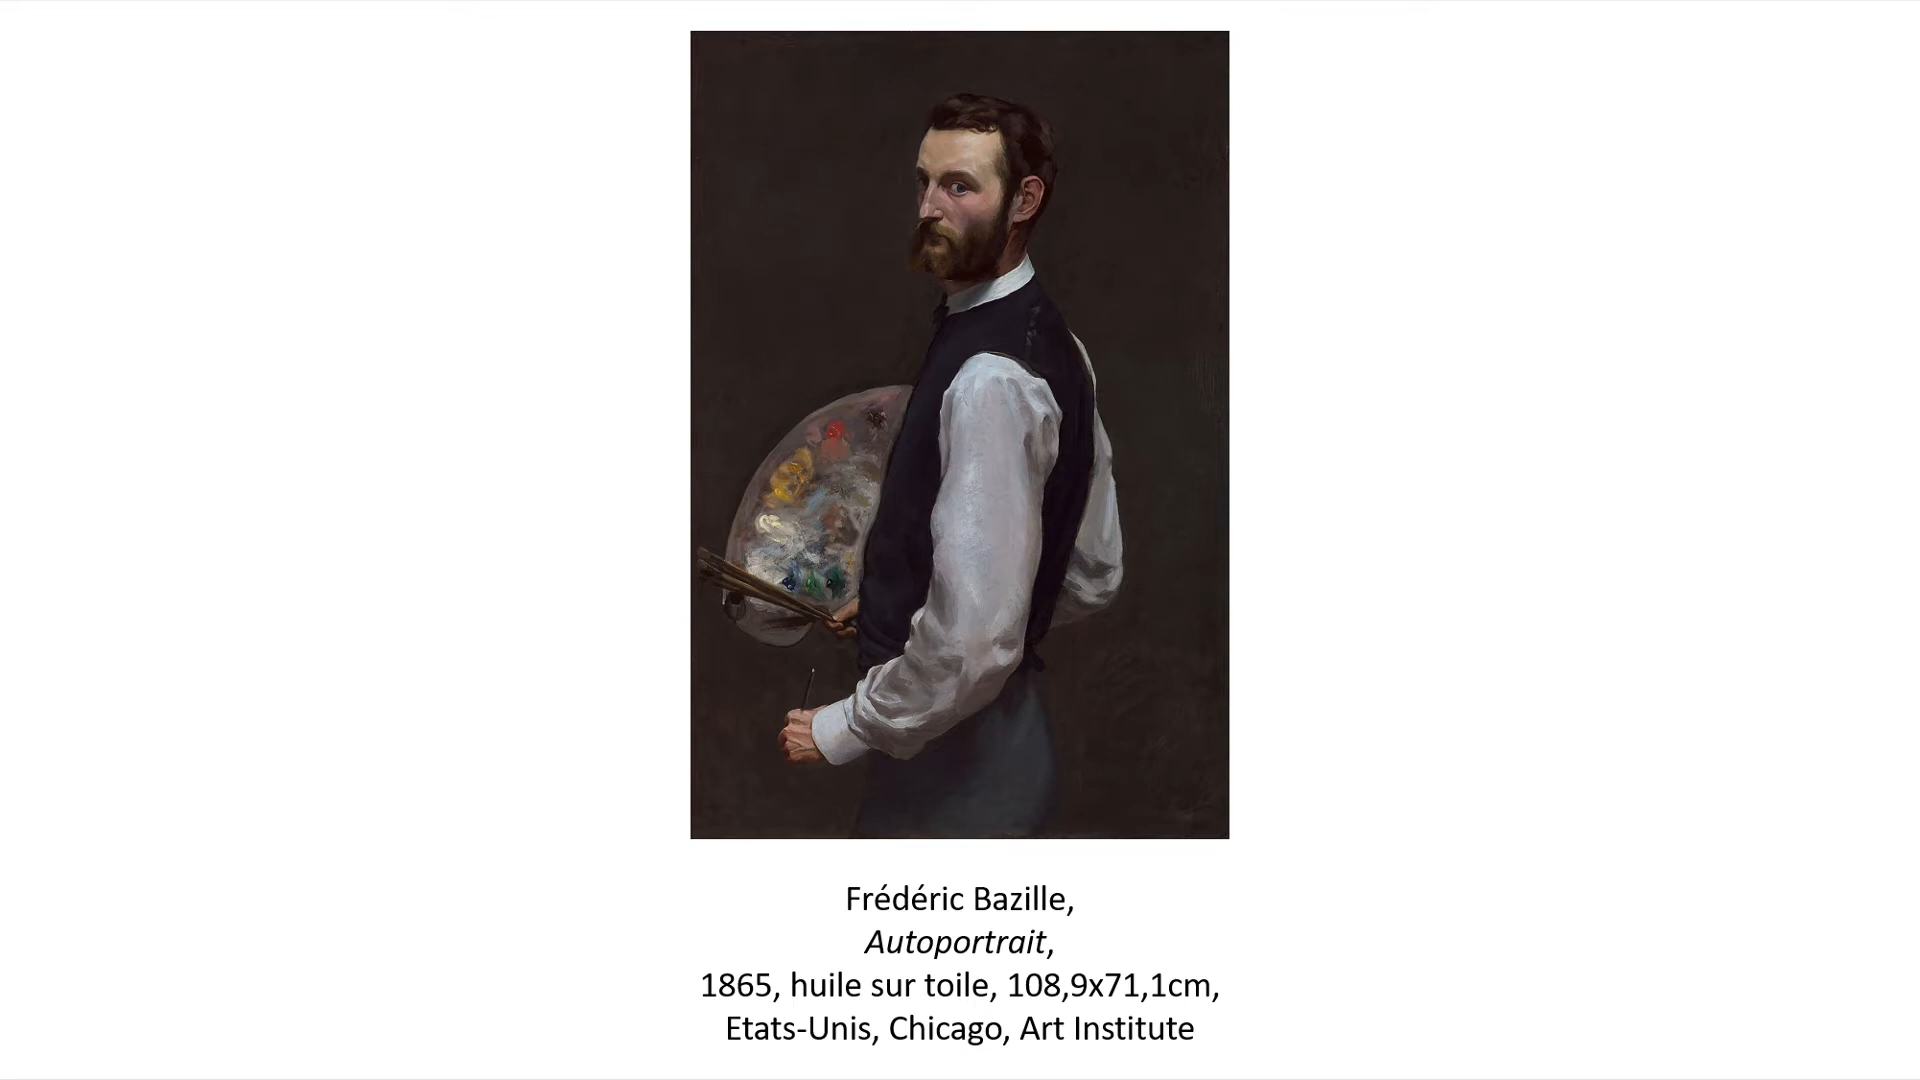 Frédéric Bazille,
Autoportrait,
1865, huile sur toile, 108,9x71,1cm,
Etats-Unis, Chicago, Art Institute